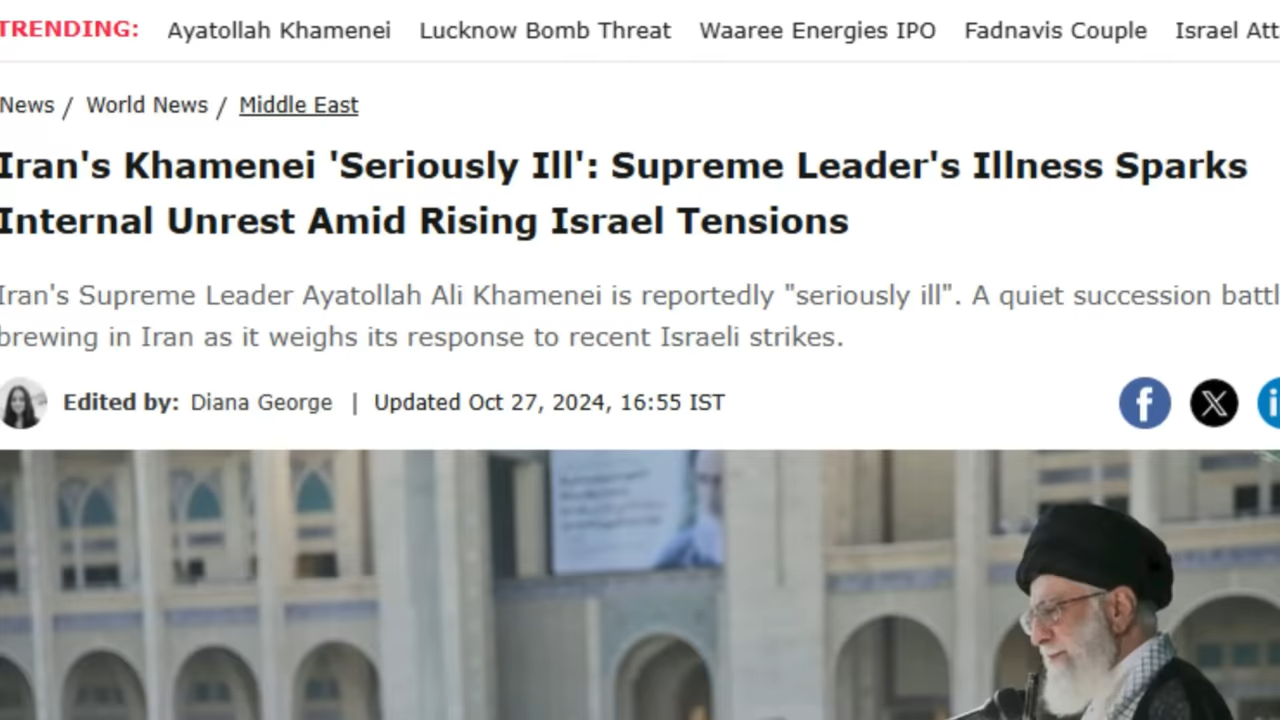 TRENDING: Ayatollah Khamenei Lucknow Bomb Threat Waaree Energies IPO Fadnavis Couple Israel Att
News / World News / Middle East
Iran's Khamenei 'Seriously Ill': Supreme Leader's Illness Sparks
Internal Unrest Amid Rising Israel Tensions
Iran's Supreme Leader Ayatollah Ali Khamenei is reportedly "seriously ill". A quiet succession battl
brewing in Iran as it weighs its response to recent Israeli strikes.
Edited by: Diana George | Updated Oct 27, 2024, 16:55 IST